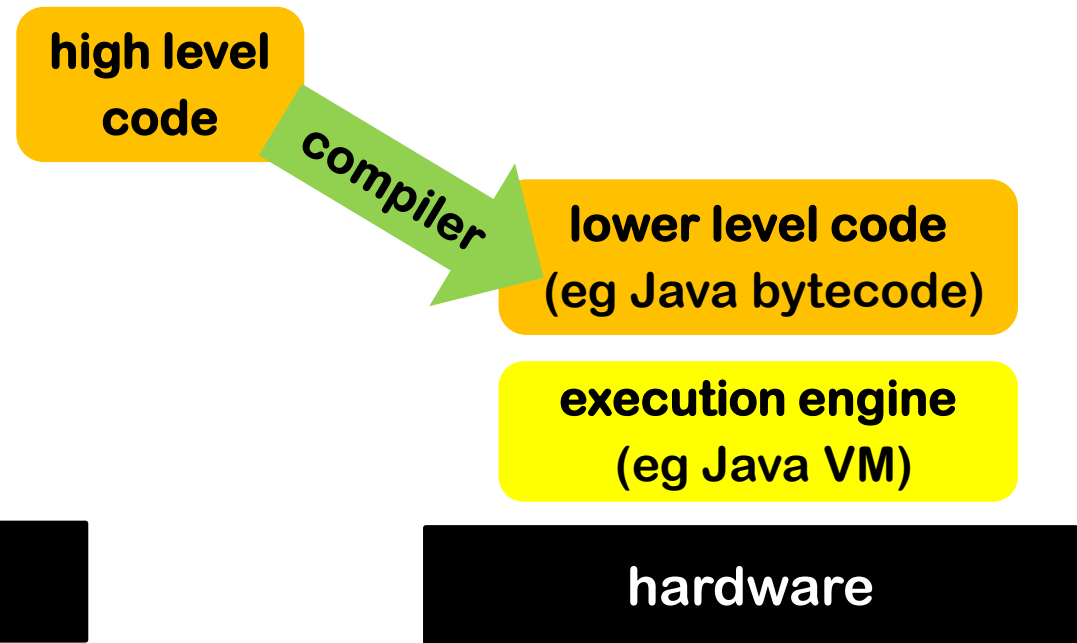 high level
code
compiler
lower level code
(eg Java bytecode)
execution engine
(eg Java VM)
hardware